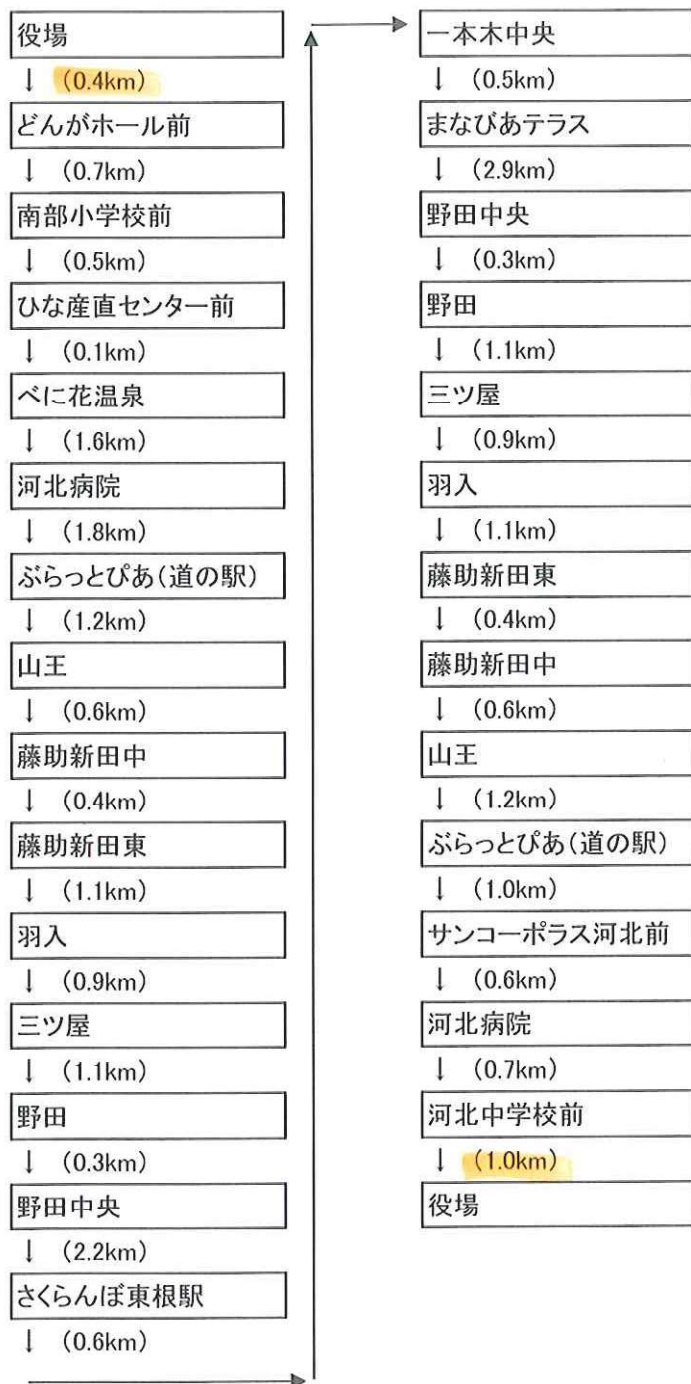 役場
↓ (0.4km)
どんがホール前
↓ (0.7km)
南部小学校前
↓ (0.5km)
ひな産直センター前
↓ (0.1km)
べに花温泉
↓ (1.6km)
河北病院
↓ (1.8km)
ぶらっとぴあ(道の駅)
↓ (1.2km)
山王
↓ (0.6km)
藤助新田中
↓ (0.4km)
藤助新田東
↓ (1.1km)
羽入
↓ (0.9km)
三ツ屋
↓ (1.1km)
野田
↓ (0.3km)
野田中央
↓ (2.2km)
さくらんぼ東根駅
↓ (0.6km)
一本木中央
↓ (0.5km)
まなびあテラス
↓ (2.9km)
野田中央
↓ (0.3km)
野田
↓ (1.1km)
三ツ屋
↓ (0.9km)
羽入
↓ (1.1km)
藤助新田東
↓ (0.4km)
藤助新田中
↓ (0.6km)
山王
↓ (1.2km)
ぶらっとぴあ(道の駅)
↓ (1.0km)
サンコーポラス河北前
↓ (0.6km)
河北病院
↓ (0.7km)
河北中学校前
↓ (1.0km)
役場